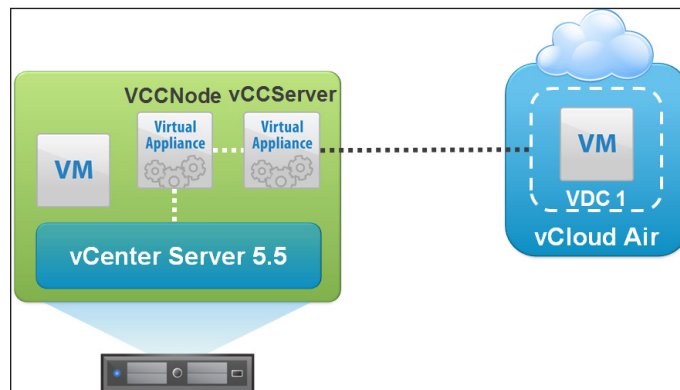 VCCNode vCCServer
Virtual
Appliance
Virtual
Appliance
VM
VM
VDC 1
vCenter Server 5.5
vCloud Air